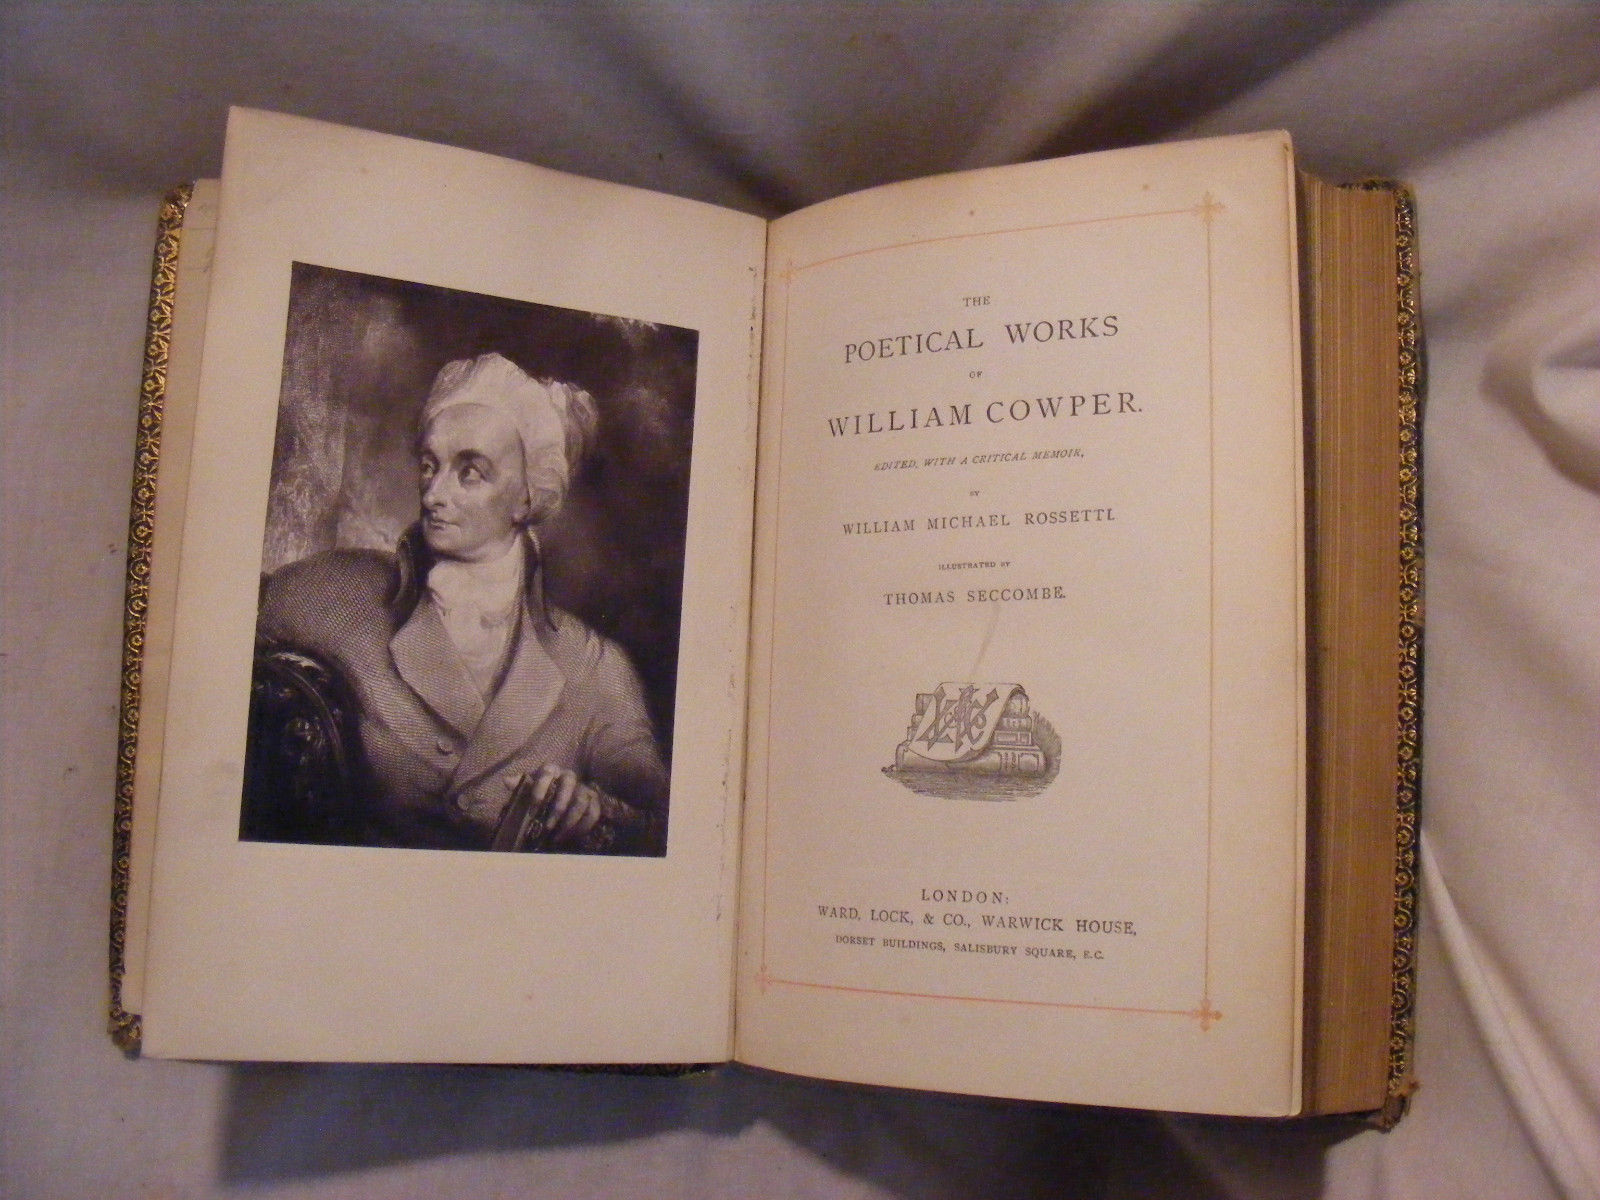 THE
POETICAL WORKS
OF
WILLIAM COWPER.
EDITED, WITH A CRITICAL MEMOIR,
BY
WILLIAM MICHAEL ROSSETTI.
ILLUSTRATED BY
THOMAS SECCOMBE.
LONDON:
WARD, LOCK, & CO., WARWICK HOUSE,
DORSET BUILDINGS, SALISBURY SQUARE, E.C.